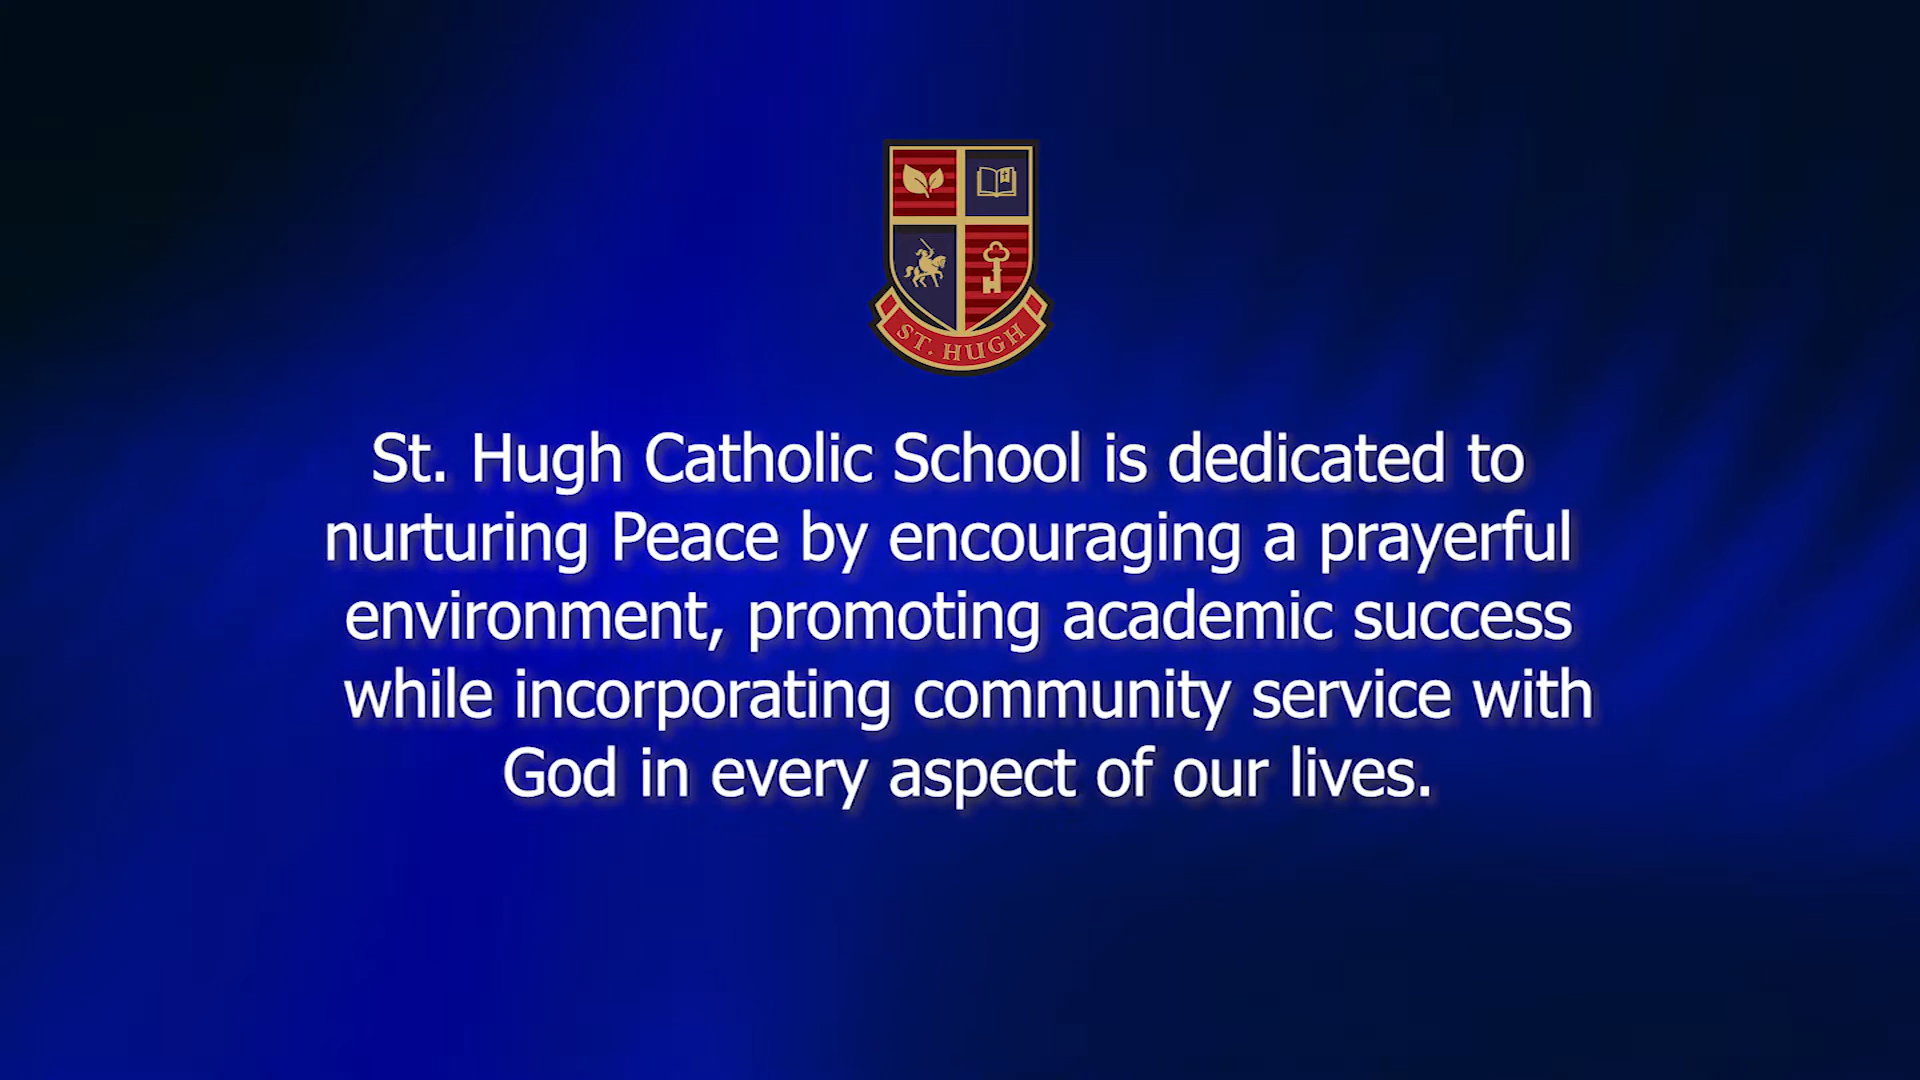 ST. HUGH
St. Hugh Catholic School is dedicated to
nurturing Peace by encouraging a prayerful
environment, promoting academic success
while incorporating community service with
God in every aspect of our lives.